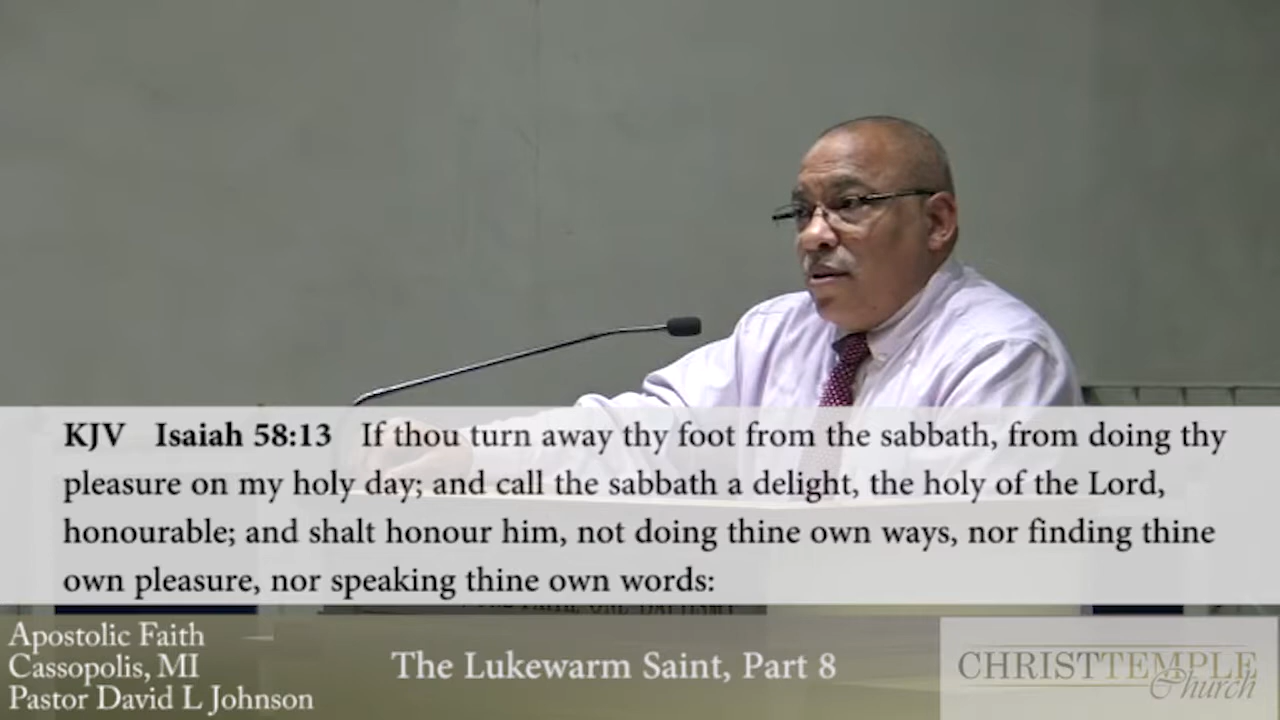 KJV Isaiah 58:13 If thou turn away thy foot from the sabbath, from doing thy
pleasure on my holy day; and call the sabbath a delight, the holy of the Lord,
honourable; and shalt honour him, not doing thine own ways, nor finding thine
own pleasure, nor speaking thine own words:
ONE DAPTISM
Apostolic Faith
Cassopolis, MI
Pastor David L Johnson
The Lukewarm Saint, Part 8
CHRISTTEMPLE
Church